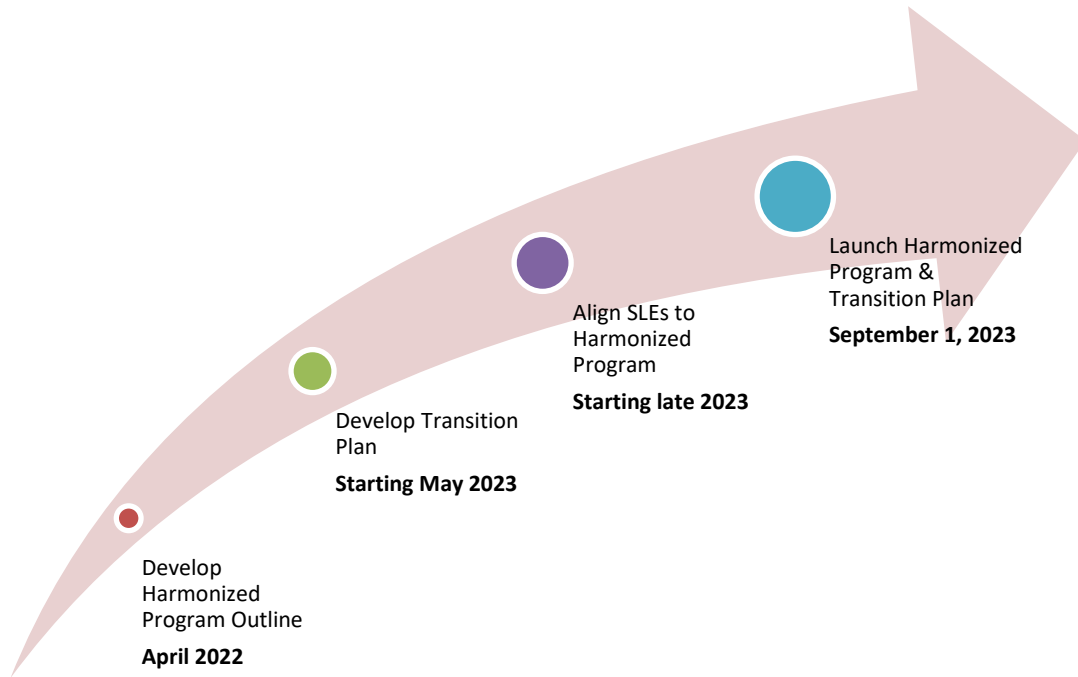 Develop
Harmonized
Program Outline
April 2022
Develop Transition
Plan
Starting May 2023
Align SLEs to
Harmonized
Program
Starting late 2023
Launch Harmonized
Program &
Transition Plan
September 1, 2023